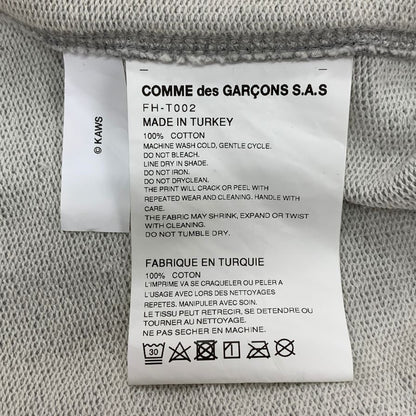 © KAWS
COMME des GARÇONS S.A.S
FH-T002
MADE IN TURKEY
100% COTTON
MACHINE WASH COLD, GENTLE CYCLE.
DO NOT BLEACH.
LINE DRY IN SHADE.
DO NOT IRON.
DO NOT DRYCLEAN.
THE PRINT WILL CRACK OR PEEL WITH
REPEATED WEAR AND CLEANING. HANDLE WITH
CARE.
THE FABRIC MAY SHRINK, EXPAND OR TWIST
WITH CLEANING.
DO NOT TUMBLE DRY.
FABRIQUE EN TURQUIE
100% COTTON
L'IMPRIME VA SE CRAQUELER OU PELER A
L'USAGE AVEC LORS DES NETTOYAGES
REPETES. MANIPULER AVEC SOIN.
LE TISSU PEUT RETRECIR, SE DETENDRE OU
TOURNER AU NETTOYAGE.
NE PAS SECHER EN MACHINE.
30